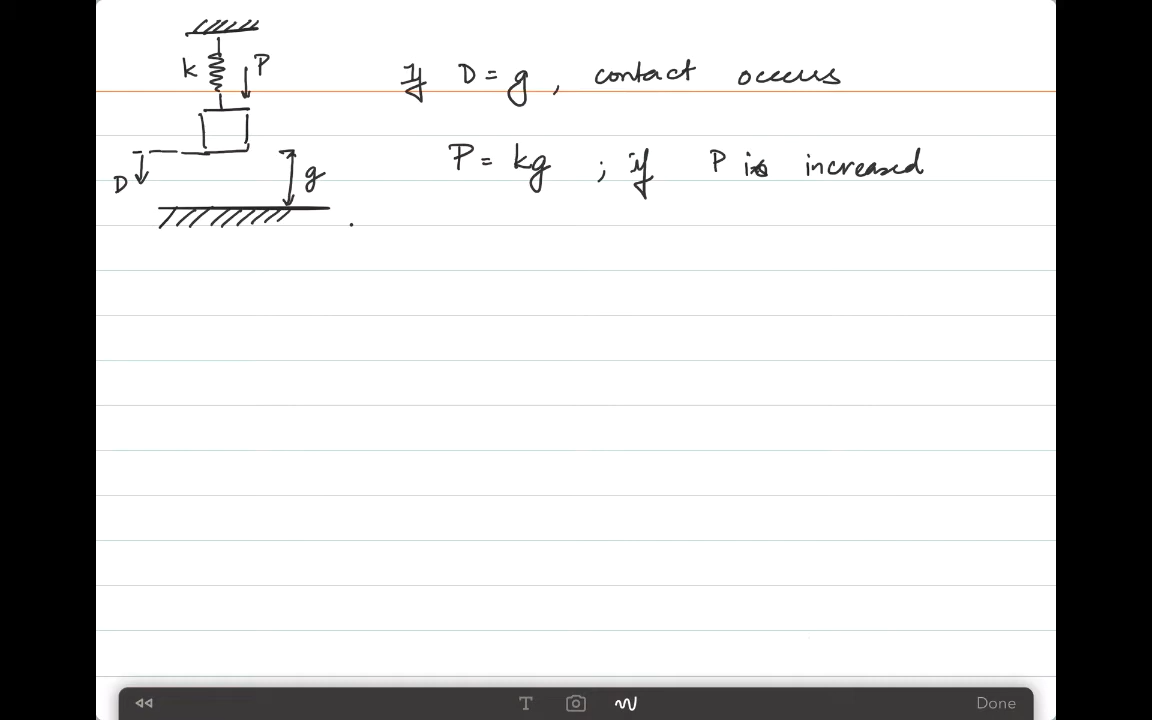 k P
If D = g, contact occurs
P = kg ; if P is increased
D g
T Done